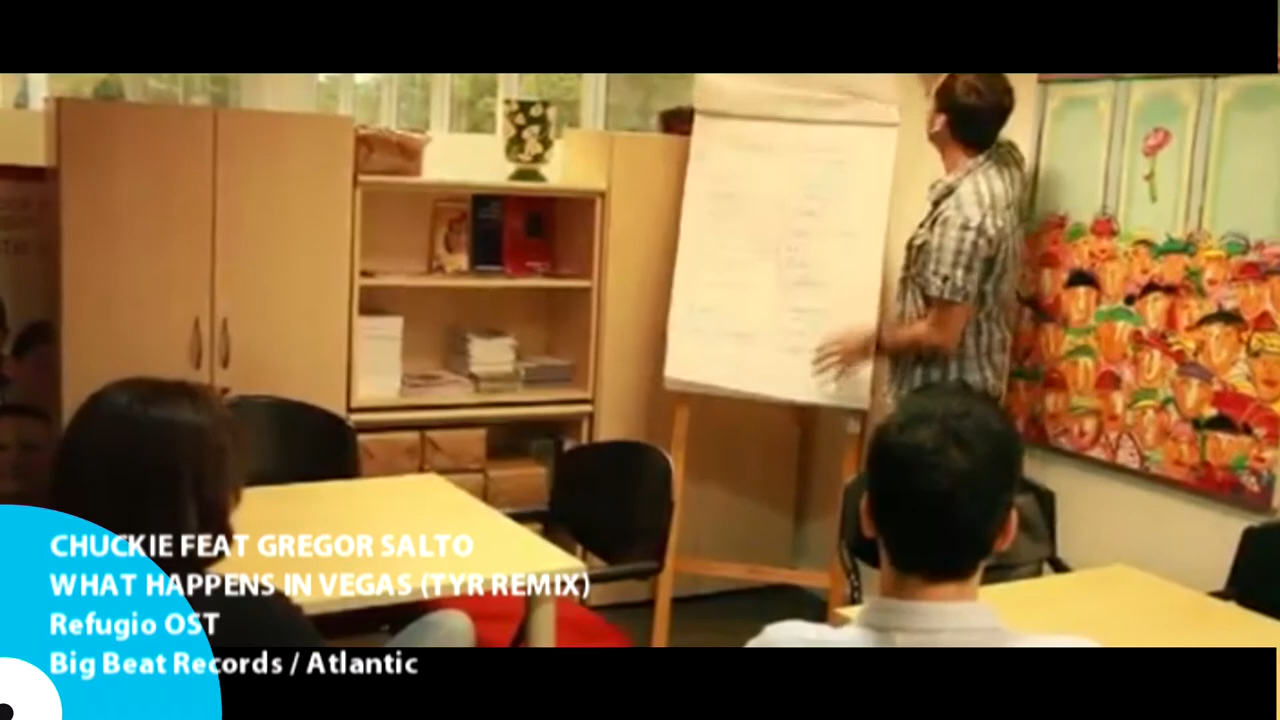 CHUCKIE FEAT GREGOR SALTO
WHAT HAPPENS IN VEGAS (TYR REMIX)
Refugio OST
Big Beat Records / Atlantic